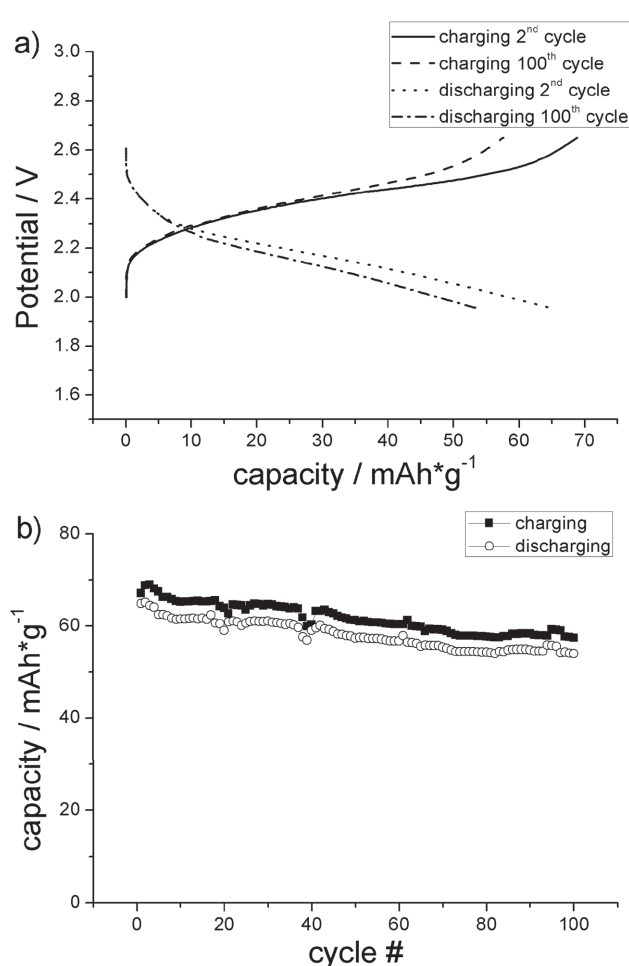 a)
charging 2nd cycle
charging 100th cycle
discharging 2nd cycle
discharging 100th cycle
3.0
2.8
2.6
2.4
2.2
2.0
1.8
1.6
Potential / V
0 10 20 30 40 50 60 70
capacity / mAh*g-1
b)
charging
discharging
80
60
40
20
0
capacity / mAh*g-1
0 20 40 60 80 100
cycle #